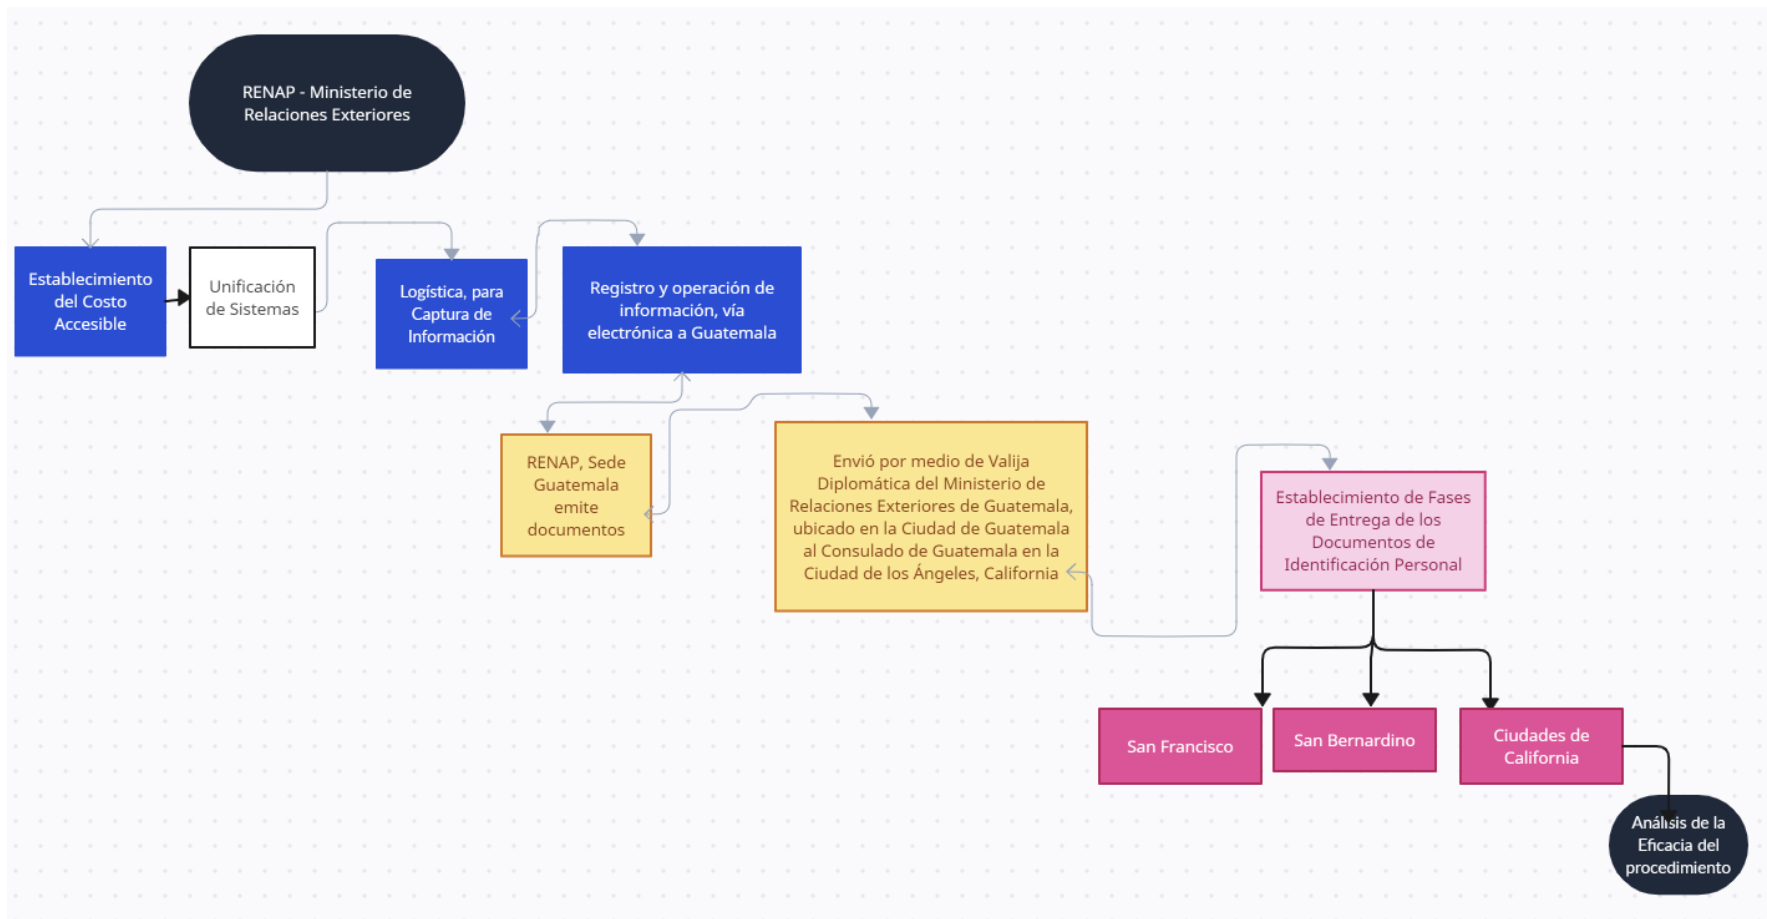 RENAP - Ministerio de
Relaciones Exteriores
Establecimiento
del Costo
Accesible
Unificación
de Sistemas
Logística, para
Captura de
Información
Registro y operación de
información, vía
electrónica a Guatemala
RENAP, Sede
Guatemala
emite
documentos
Envió por medio de Valija
Diplomática del Ministerio de
Relaciones Exteriores de Guatemala,
ubicado en la Ciudad de Guatemala
al Consulado de Guatemala en la
Ciudad de los Ángeles, California
Establecimiento de Fases
de Entrega de los
Documentos de
Identificación Personal
San Francisco
San Bernardino
Ciudades de
California
Análisis de la
Eficacia del
procedimiento